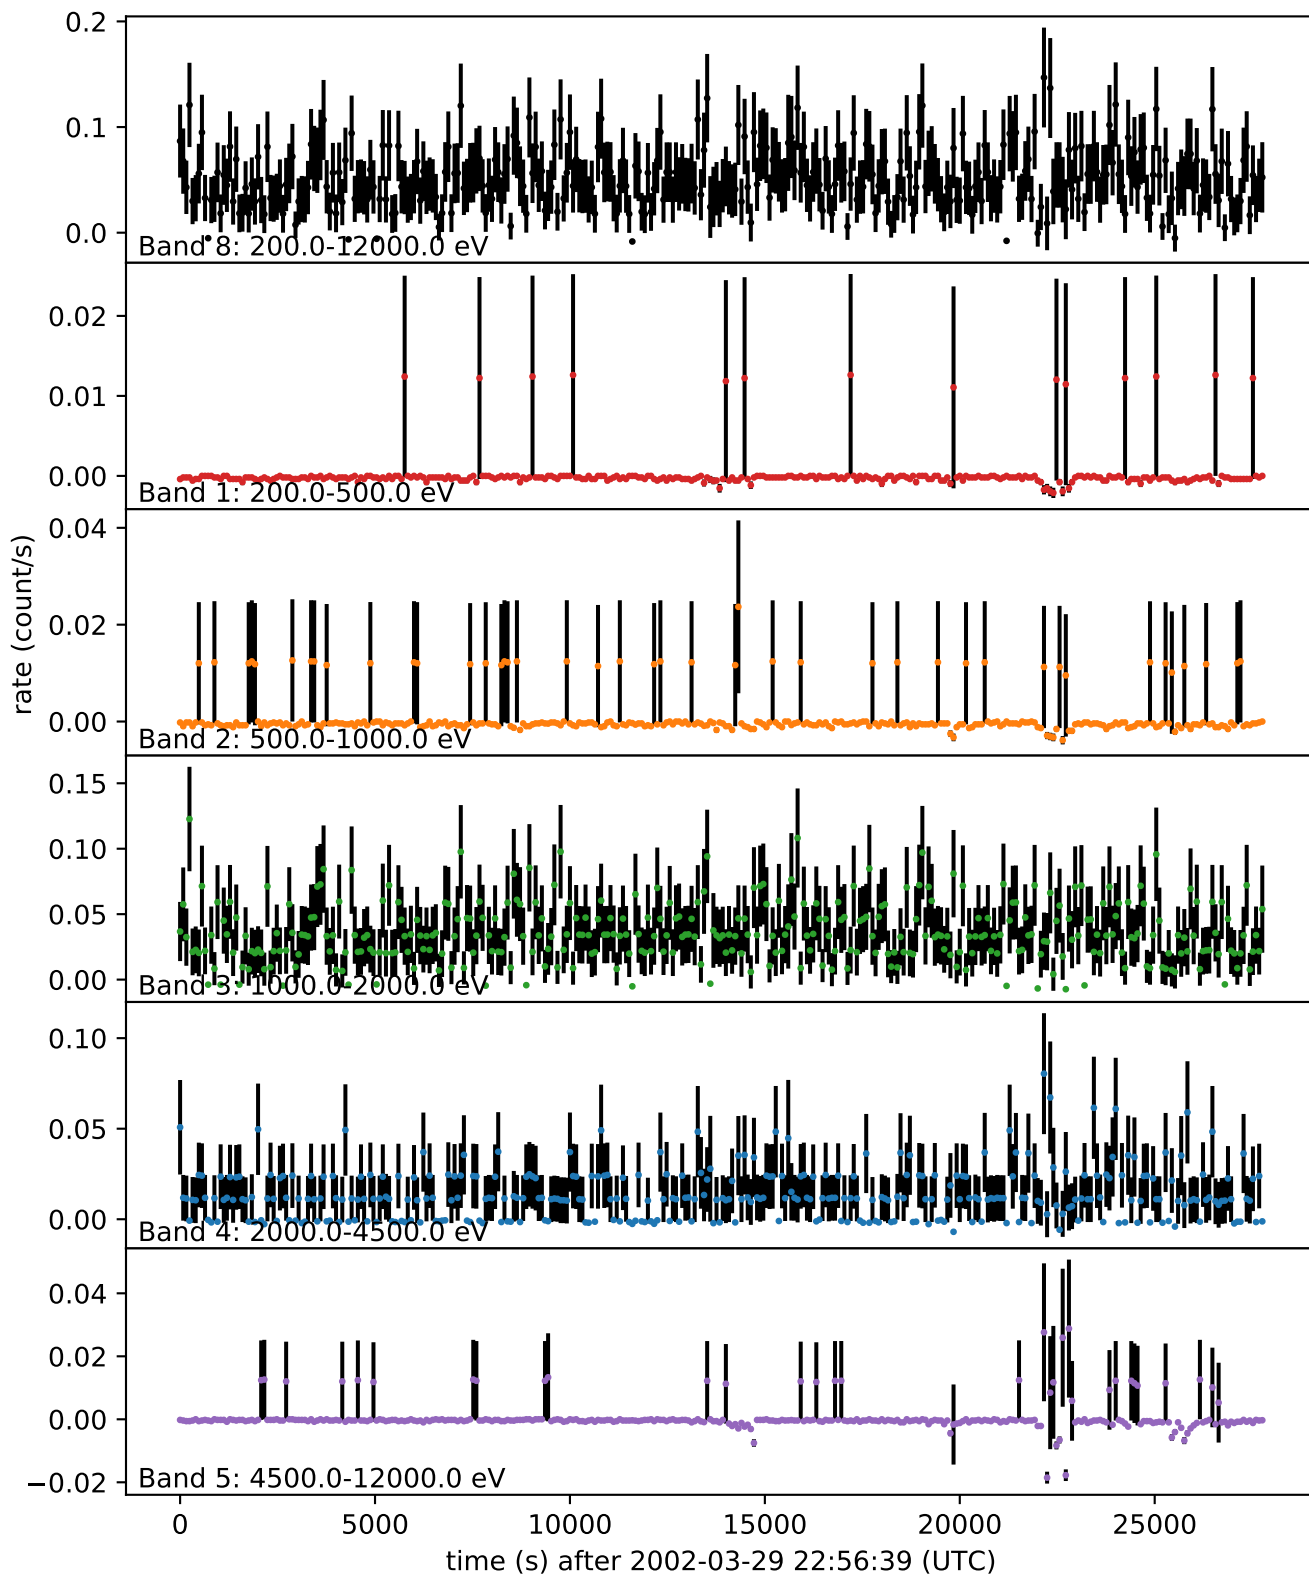 0.2
0.1
0.0
Band 8: 200.0-12000.0 eV
0.02
0.01
0.00
Band 1: 200.0-500.0 eV
0.04
0.02
0.00
Band 2: 500.0-1000.0 eV
rate (count/s)
0.15
0.10
0.05
0.00
Band 3: 1000.0-2000.0 eV
0.10
0.05
0.00
Band 4: 2000.0-4500.0 eV
0.04
0.02
0.00
−0.02
Band 5: 4500.0-12000.0 eV
0 5000 10000 15000 20000 25000
time (s) after 2002-03-29 22:56:39 (UTC)